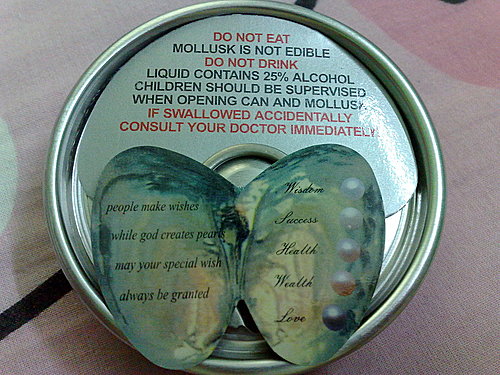 DO NOT EAT
MOLLUSK IS NOT EDIBLE
DO NOT DRINK
LIQUID CONTAINS 25% ALCOHOL
CHILDREN SHOULD BE SUPERVISED
WHEN OPENING CAN AND MOLLUSK
IF SWALLOWED ACCIDENTALLY
CONSULT YOUR DOCTOR IMMEDIATELY
people make wishes
while god creates pearls
may your special wish
always be granted
Wisdom
Success
Health
Wealth
Love